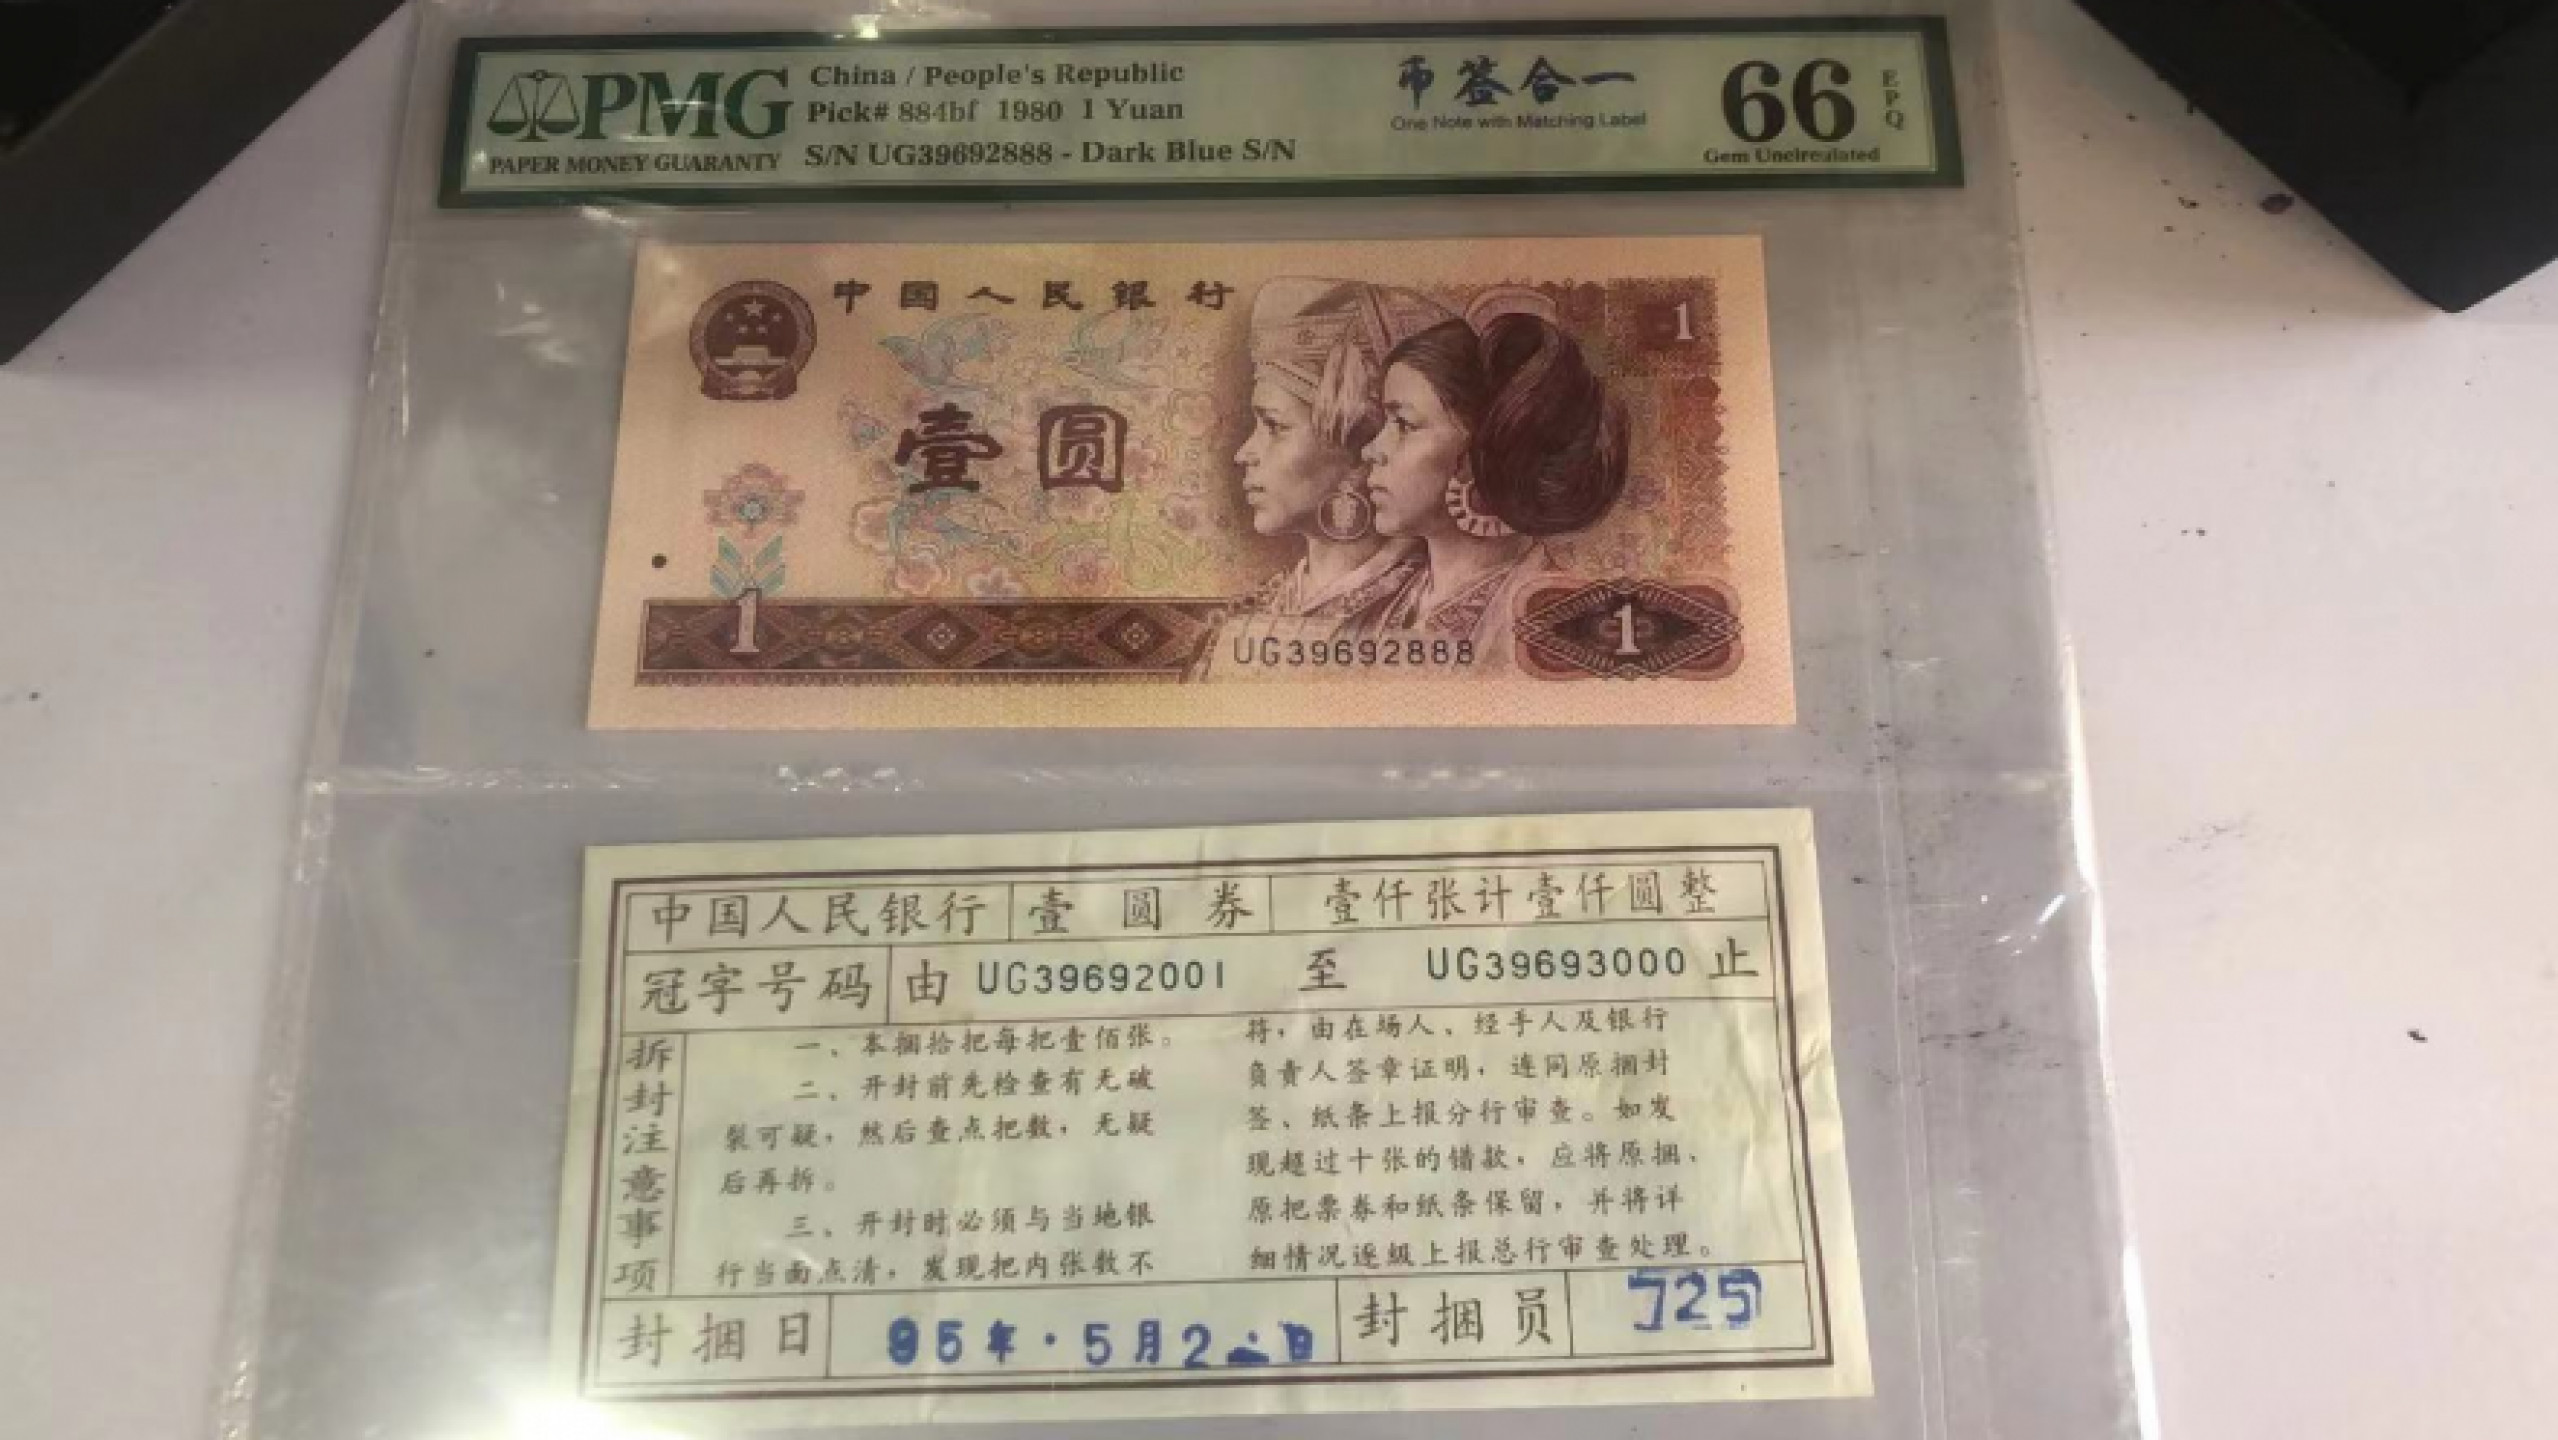 PMG
PAPER MONEY GUARANTY
China / People's Republic
Pick# 884bf 1980 1 Yuan
S/N UG39692888 - Dark Blue S/N
币签合一
One Note with Matching Label
66
EPQ
Gem Uncirculated
中国人民银行
1
壹圆
1
UG39692888
1
中国人民银行 壹圆券 壹仟张计壹仟圆整
冠字号码 由 UG39692001 至 UG39693000 止
拆封注意事项
一、本捆拾把每把壹佰张。
二、开封前先检查有无破
裂可疑，然后查点把数，无疑
后再拆。
三、开封时必须与当地银
行当面点清，发现把内张数不
符，由在场人、经手人及银行
负责人签章证明，连同原捆封
签、纸条上报分行审查。如发
现超过十张的错款，应将原捆、
原把票券和纸条保留，并将详
细情况逐级上报总行审查处理。
封捆日 95年·5月2 日 封捆员 725